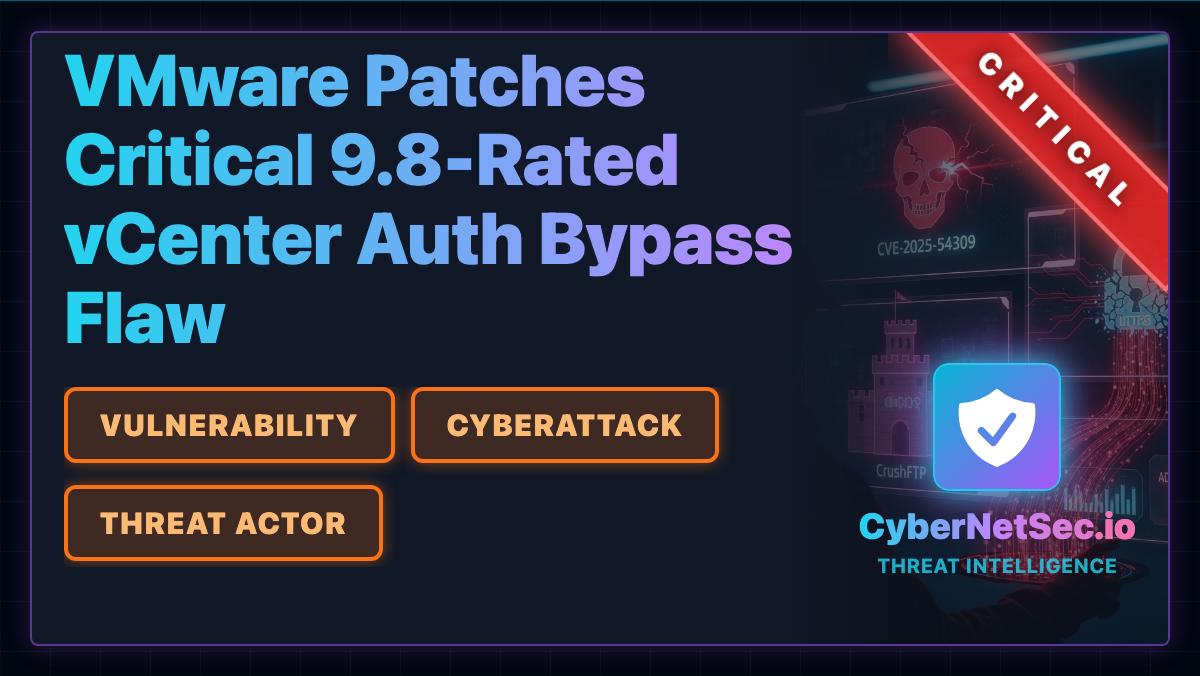 VMware Patches
Critical 9.8-Rated
vCenter Auth Bypass
Flaw
VULNERABILITY
CYBERATTACK
THREAT ACTOR
CRITICAL
CVE-2025-54309
HTTPS
CrushFTP
CyberNetSec.io
THREAT INTELLIGENCE